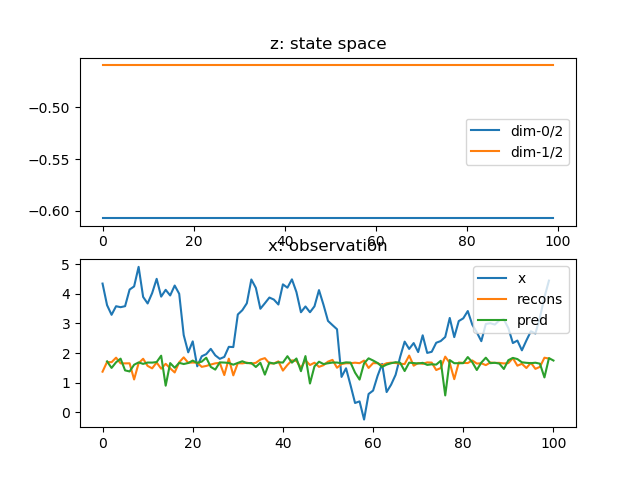 z: state space
−0.50
−0.55
−0.60
dim-0/2
dim-1/2
0 20 40 60 80 100
x: observation
5
4
3
2
1
0
x
recons
pred
0 20 40 60 80 100